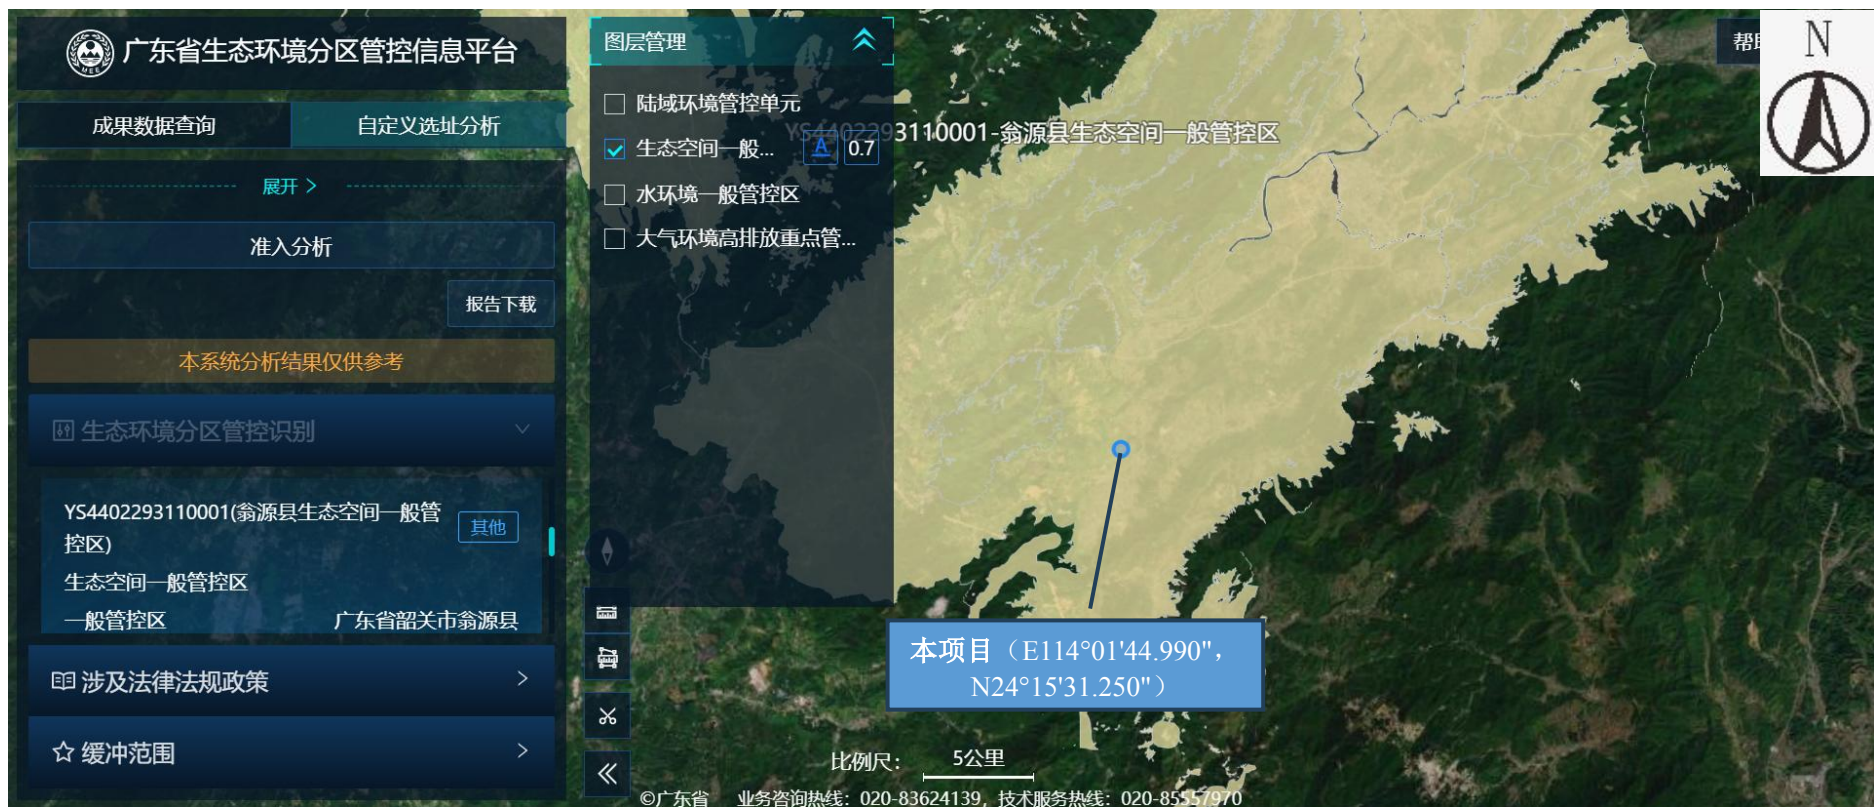 广东省生态环境分区管控信息平台
成果数据查询
自定义选址分析
展开 >
准入分析
报告下载
本系统分析结果仅供参考
生态环境分区管控识别
YS4402293110001(翁源县生态空间一般管
控区)
其他
生态空间一般管控区
一般管控区
广东省韶关市翁源县
涉及法律法规政策
缓冲范围
图层管理
陆域环境管控单元
生态空间一般...
A
0.7
水环境一般管控区
大气环境高排放重点管...
YS4402293110001-翁源县生态空间一般管控区
帮
N
本项目（E114°01'44.990"，
N24°15'31.250"）
比例尺：
5公里
©广东省 业务咨询热线：020-83624139，技术服务热线：020-85557970